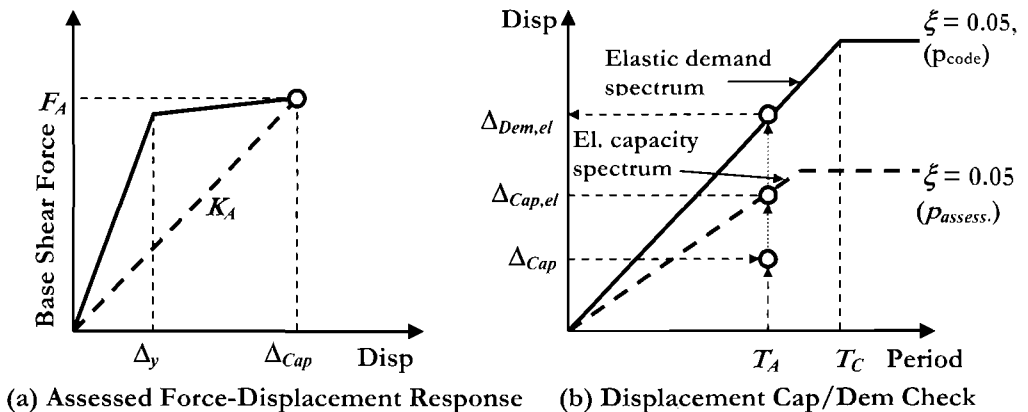 Base Shear Force
F_A
K_A
Δ_y
Δ_Cap
Disp
(a) Assessed Force-Displacement Response
Disp
ξ = 0.05,
(p_code)
Elastic demand
spectrum
Δ_Dem,el
El. capacity
spectrum
ξ = 0.05
(p_assess.)
Δ_Cap,el
Δ_Cap
T_A
T_C
Period
(b) Displacement Cap/Dem Check